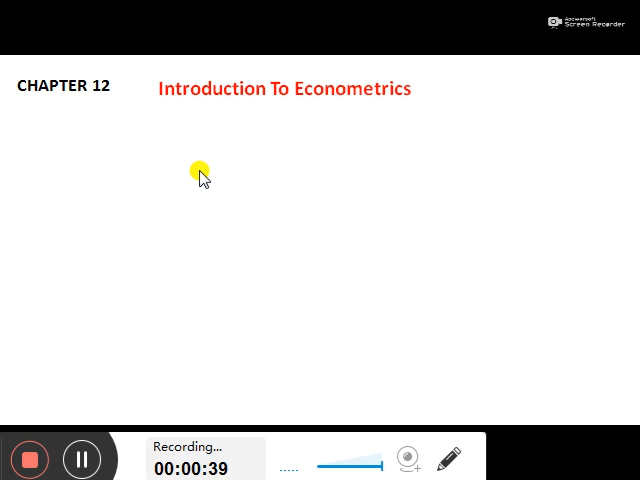 Apowersoft
Screen Recorder
CHAPTER 12 Introduction To Econometrics
Recording...
00:00:39